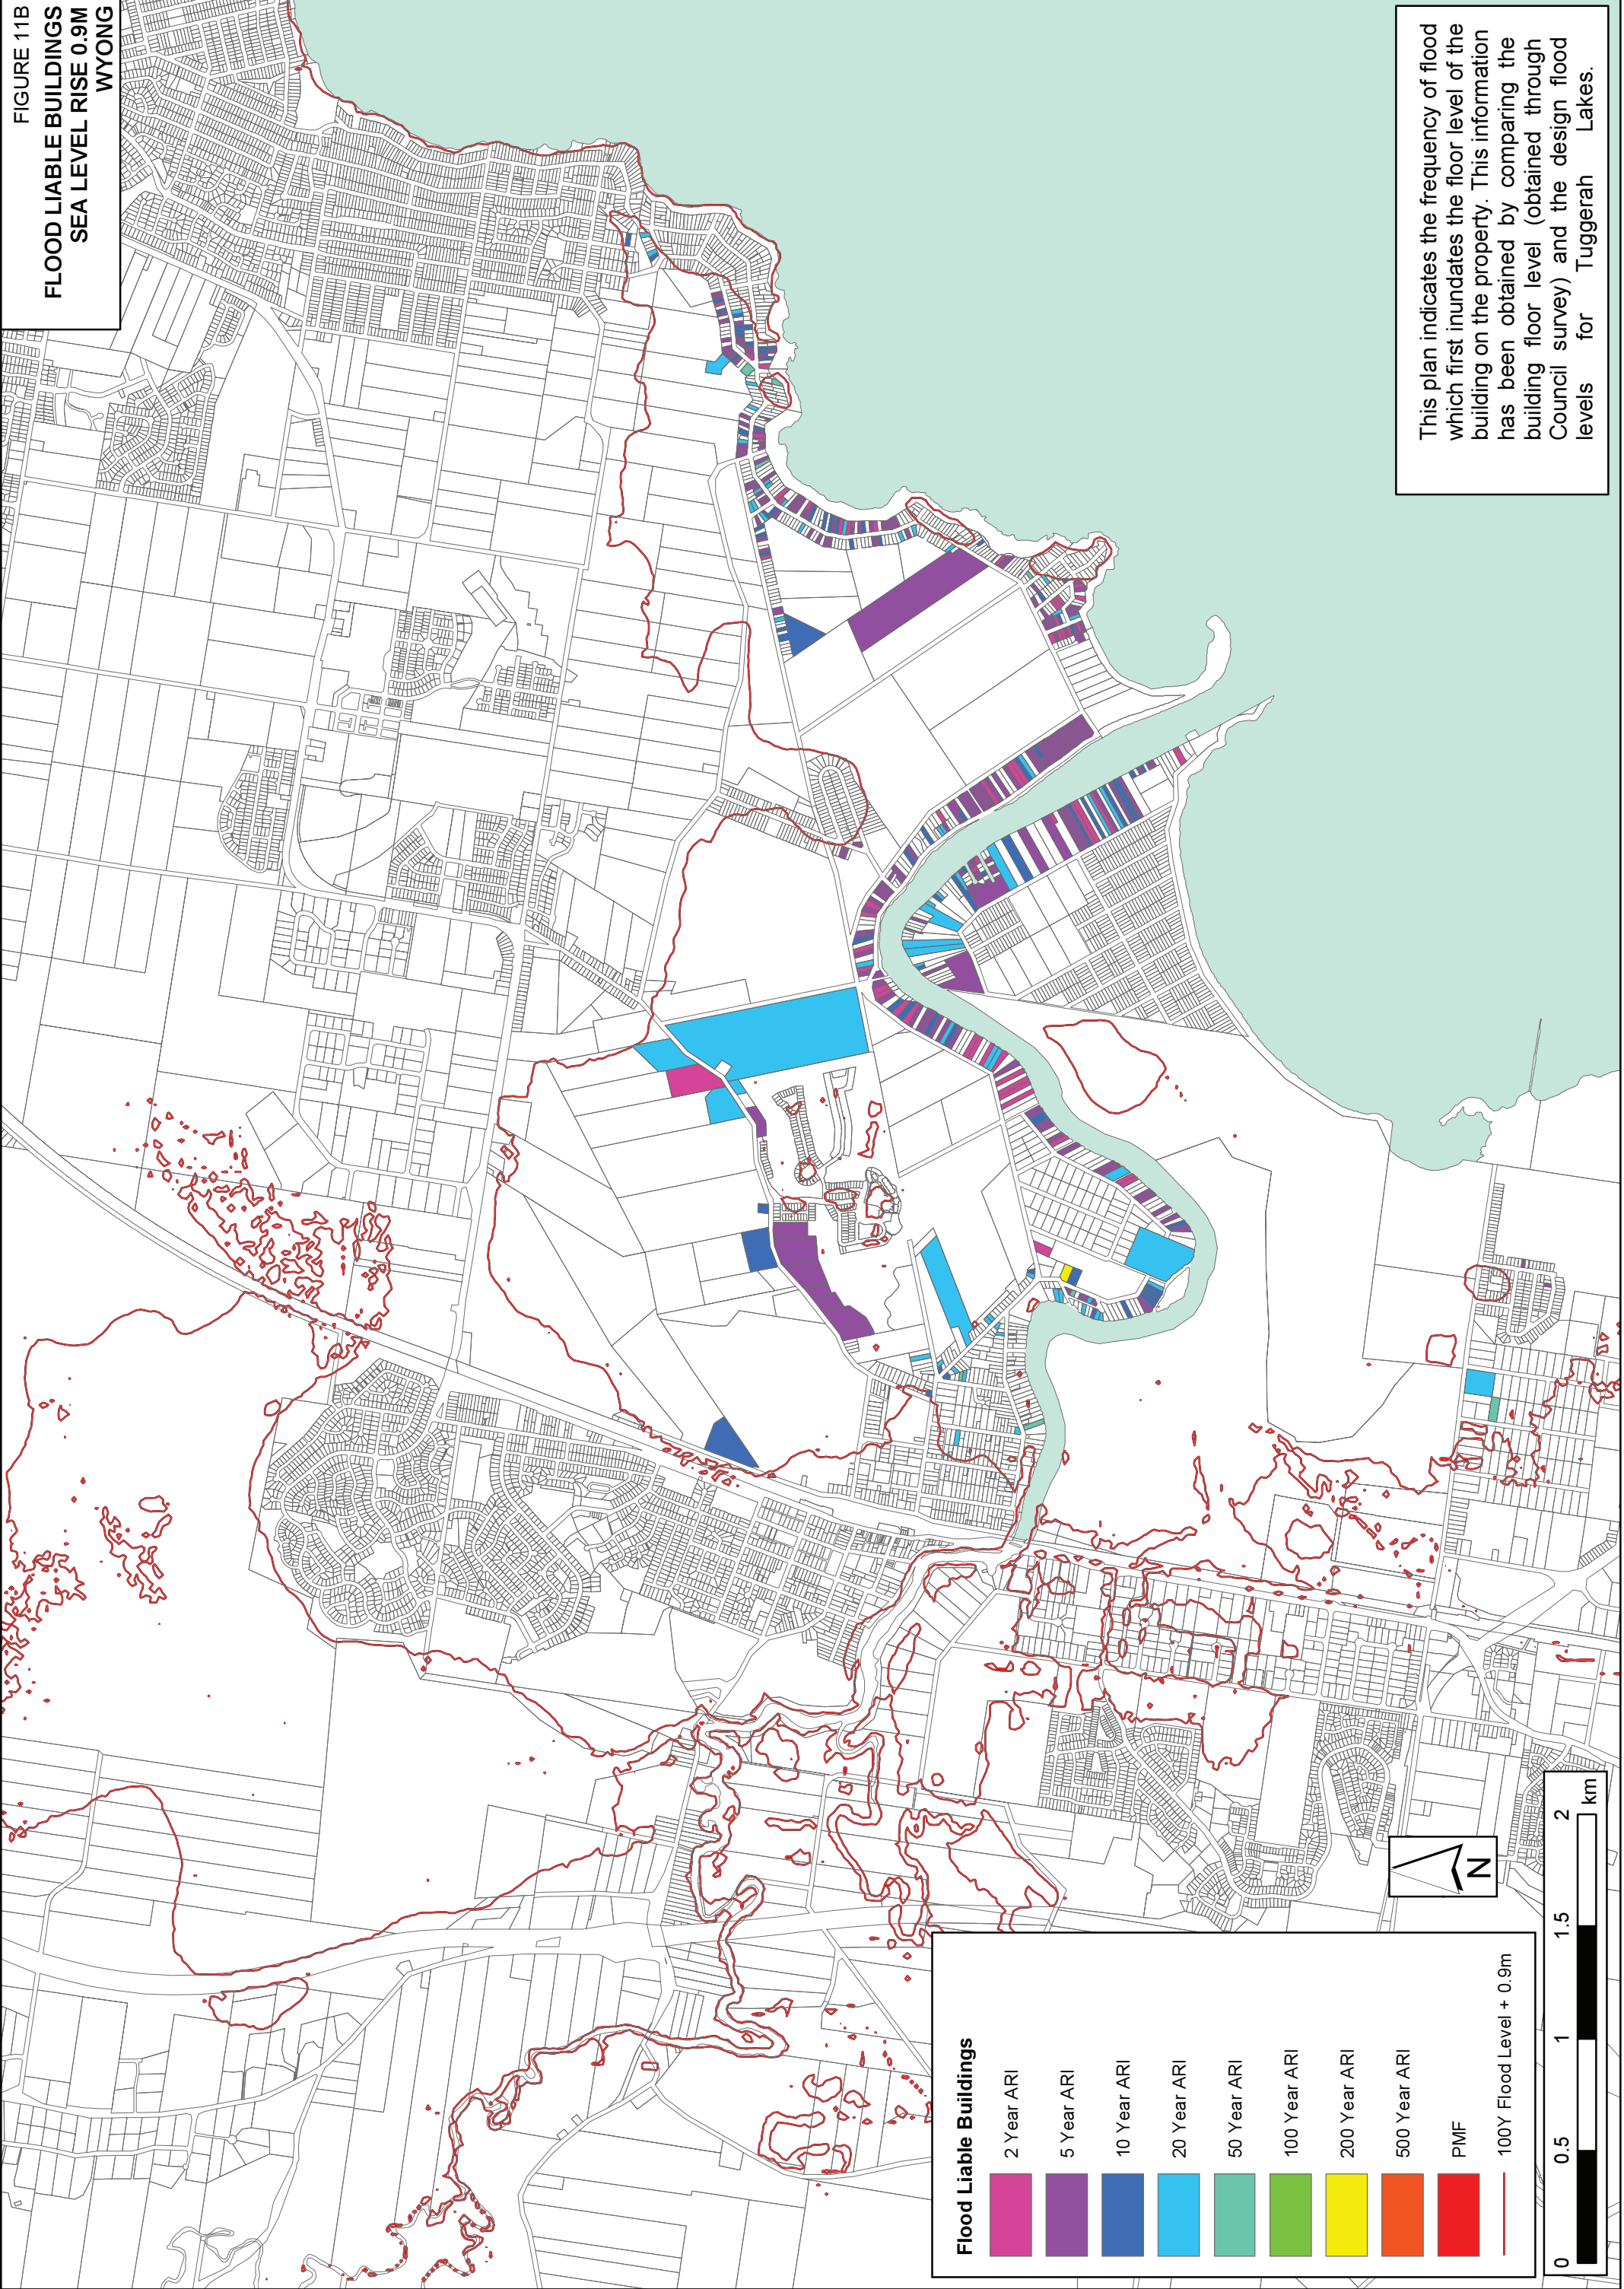 FIGURE 11B
FLOOD LIABLE BUILDINGS
SEA LEVEL RISE 0.9M
WYONG
This plan indicates the frequency of flood
which first inundates the floor level of the
building on the property. This information
has been obtained by comparing the
building floor level (obtained through
Council survey) and the design flood
levels for Tuggerah Lakes.
Flood Liable Buildings
2 Year ARI
5 Year ARI
10 Year ARI
20 Year ARI
50 Year ARI
100 Year ARI
200 Year ARI
500 Year ARI
PMF
100Y Flood Level + 0.9m
N
0 0.5 1 1.5 2
km